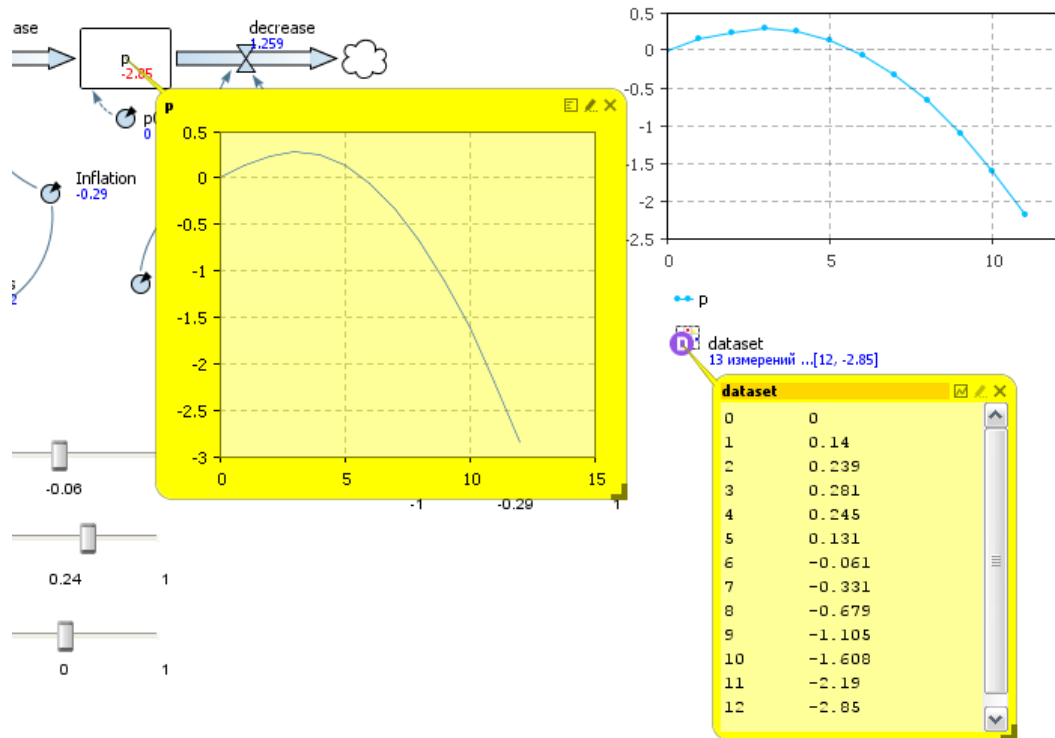 ase
decrease
1.259
p
-2.85
p
0
Inflation
-0.29
p
0.5
0
-0.5
-1
-1.5
-2
-2.5
-3
0 5 10 15
-1 -0.29 1
0.5
0
-0.5
-1
-1.5
-2
-2.5
0 5 10
p
dataset
13 измерений ...[12, -2.85]
dataset
0 0
1 0.14
2 0.239
3 0.281
4 0.245
5 0.131
6 -0.061
7 -0.331
8 -0.679
9 -1.105
10 -1.608
11 -2.19
12 -2.85
s
2
-0.06
0.24 1
0 1